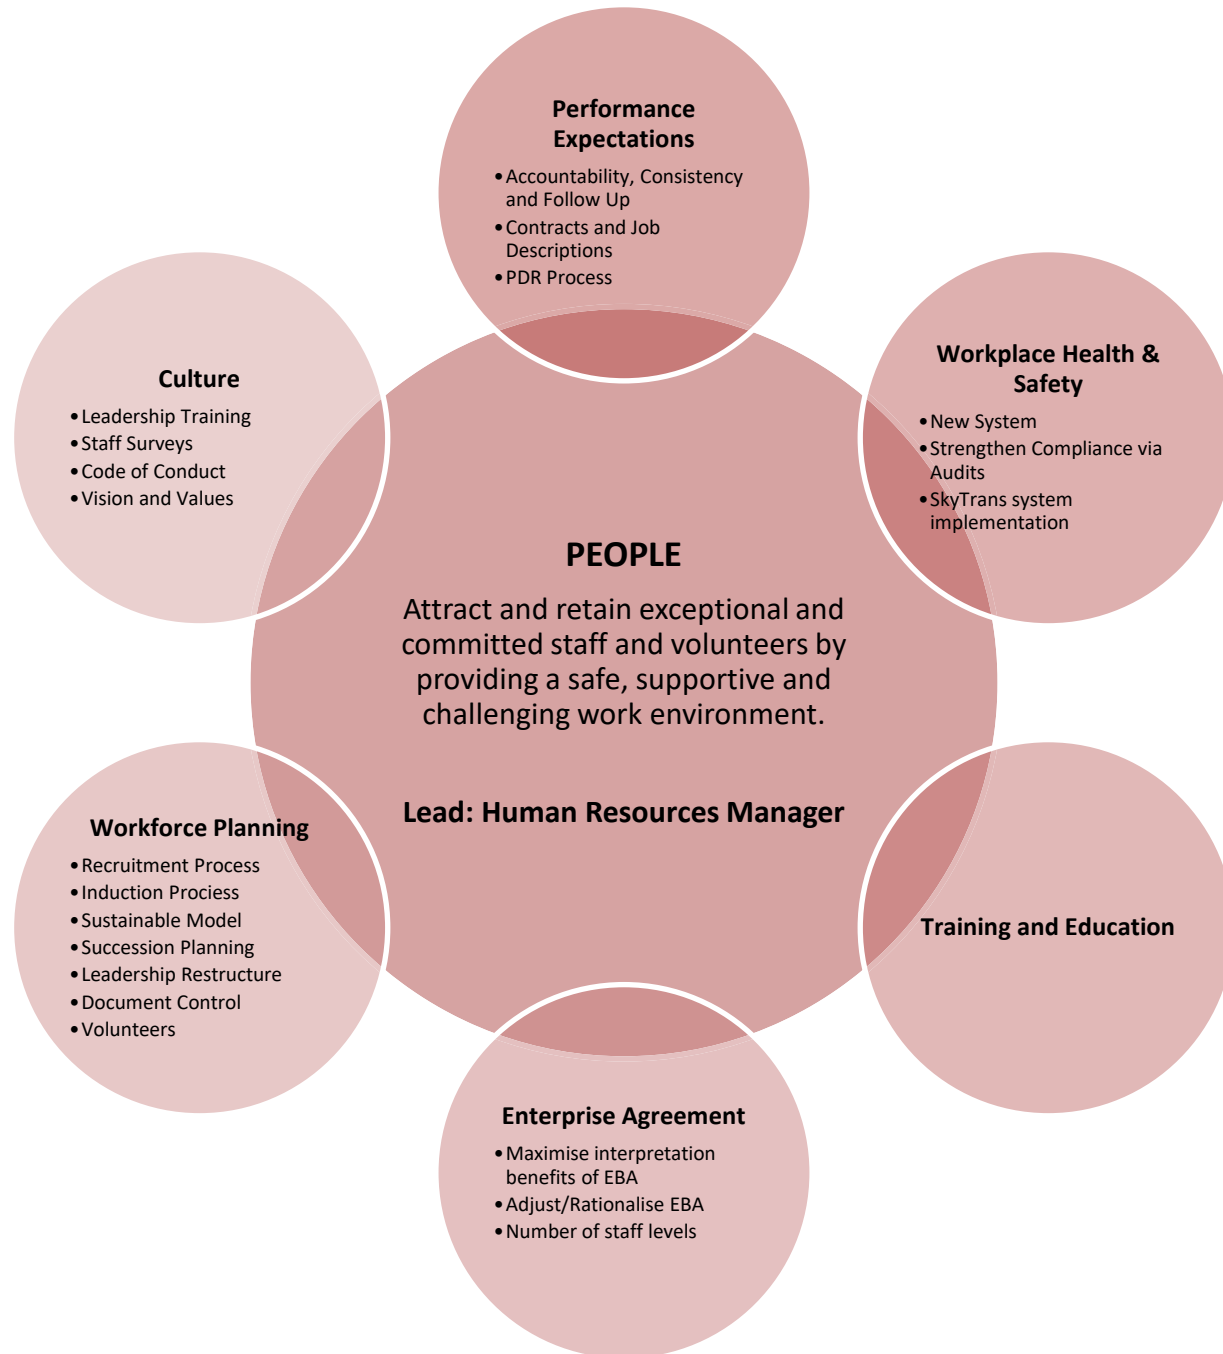 Performance
Expectations
•Accountability, Consistency
and Follow Up
•Contracts and Job
Descriptions
•PDR Process
Workplace Health &
Safety
•New System
•Strengthen Compliance via
Audits
•SkyTrans system
implementation
Training and Education
Enterprise Agreement
•Maximise interpretation
benefits of EBA
•Adjust/Rationalise EBA
•Number of staff levels
Workforce Planning
•Recruitment Process
•Induction Prociess
•Sustainable Model
•Succession Planning
•Leadership Restructure
•Document Control
•Volunteers
Culture
•Leadership Training
•Staff Surveys
•Code of Conduct
•Vision and Values
PEOPLE
Attract and retain exceptional and
committed staff and volunteers by
providing a safe, supportive and
challenging work environment.
Lead: Human Resources Manager